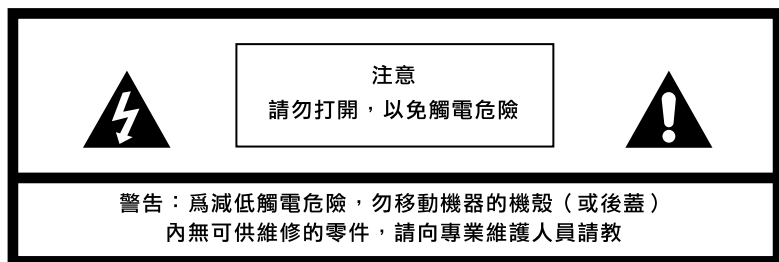 注意
請勿打開，以免觸電危險
警告：爲減低觸電危險，勿移動機器的機殼（或後蓋）
內無可供維修的零件，請向專業維護人員請教